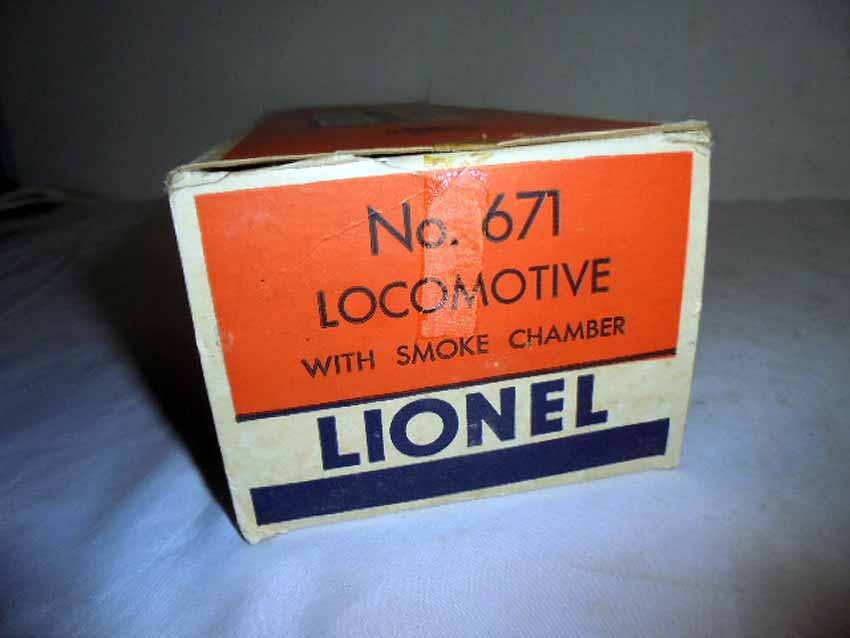 No. 671
LOCOMOTIVE
WITH SMOKE CHAMBER
LIONEL